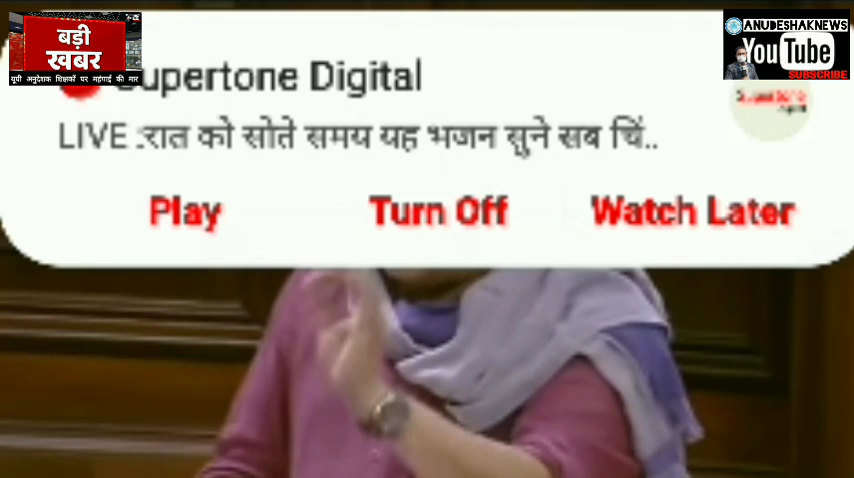 बड़ी
खबर
यूपी अनुदेशक शिक्षकों पर महंगाई की मार
ANUDESHAKNEWS
YouTube
SUBSCRIBE
Supertone Digital
LIVE :रात को सोते समय यह भजन सुने सब चिं..
Play
Turn Off
Watch Later